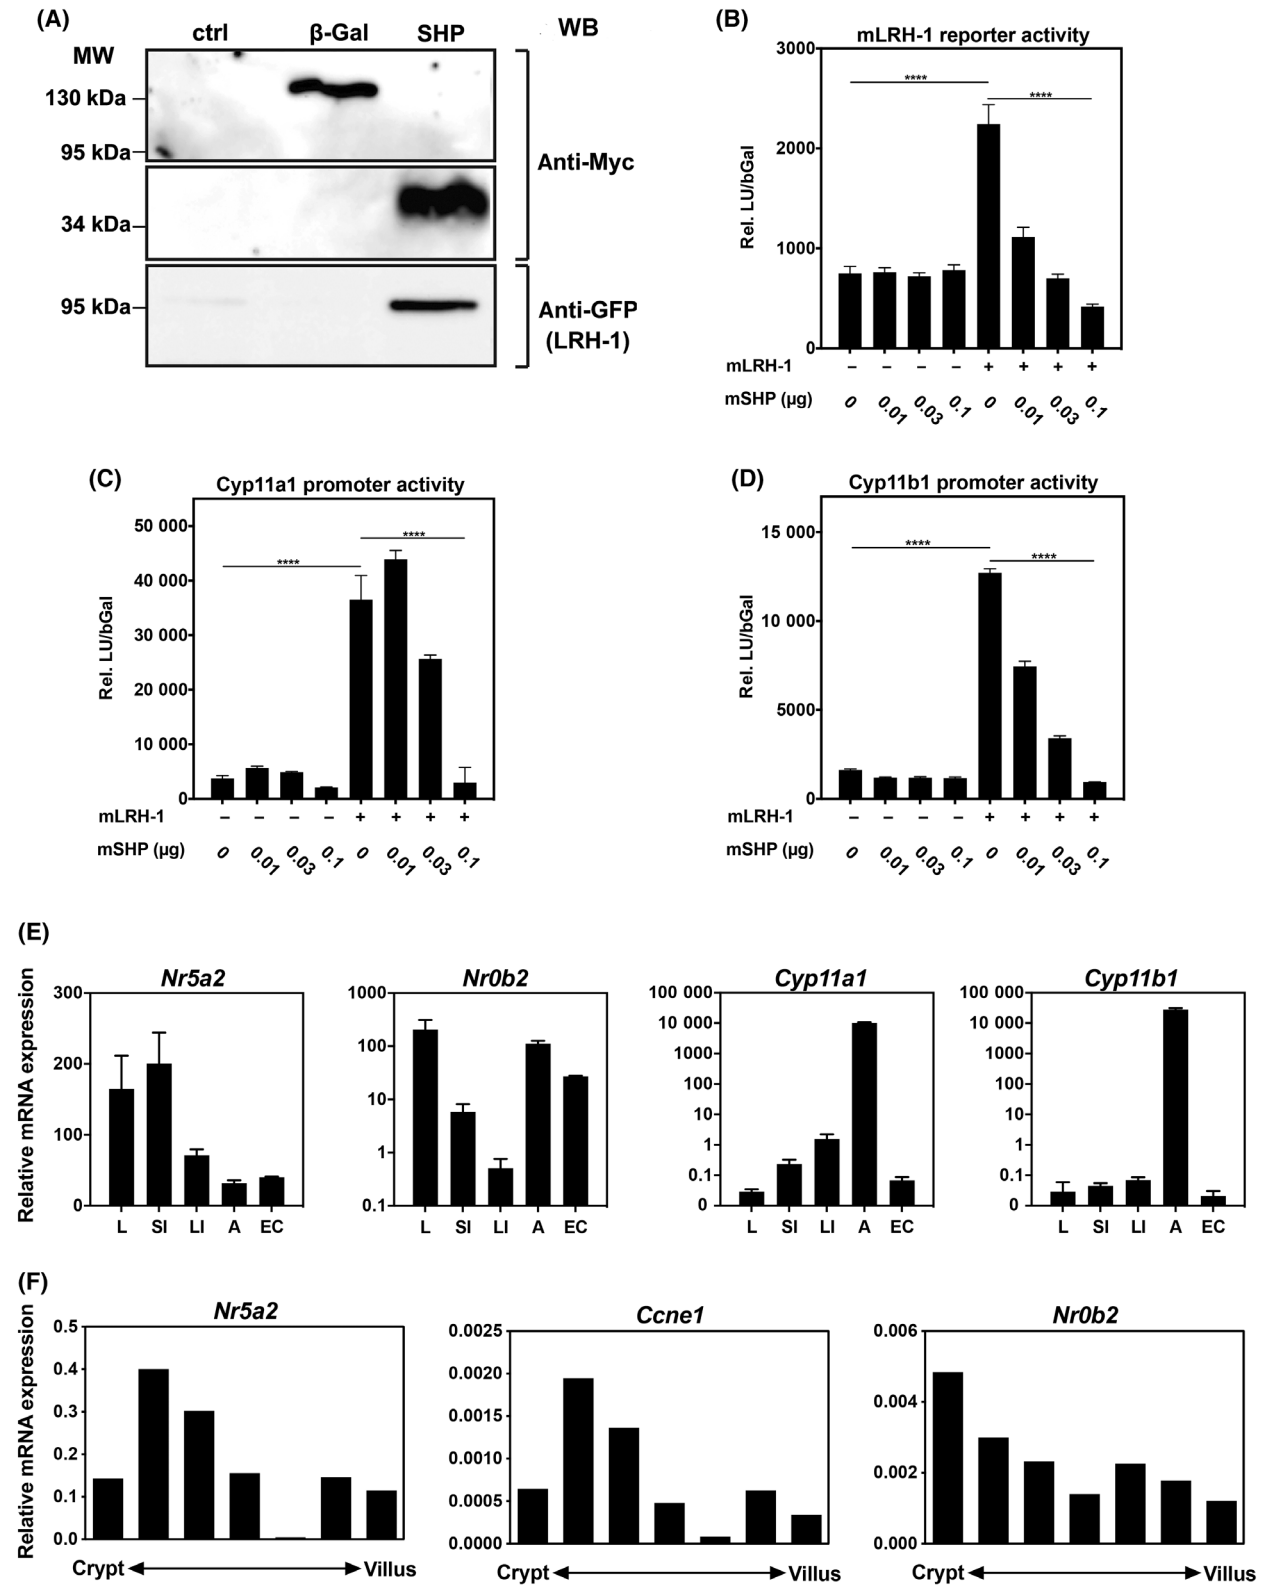 (A)
ctrl β-Gal SHP WB
MW
130 kDa
95 kDa
Anti-Myc
34 kDa
95 kDa
Anti-GFP
(LRH-1)
(B)
mLRH-1 reporter activity
Rel. LU/bGal
3000
2000
1000
0
**** ****
mLRH-1 – – – – + + + +
mSHP (µg) 0 0.01 0.03 0.1 0 0.01 0.03 0.1
(C)
Cyp11a1 promoter activity
Rel. LU/bGal
50 000
40 000
30 000
20 000
10 000
0
**** ****
mLRH-1 – – – – + + + +
mSHP (µg) 0 0.01 0.03 0.1 0 0.01 0.03 0.1
(D)
Cyp11b1 promoter activity
Rel. LU/bGal
15 000
10 000
5000
0
**** ****
mLRH-1 – – – – + + + +
mSHP (µg) 0 0.01 0.03 0.1 0 0.01 0.03 0.1
(E)
Relative mRNA expression
Nr5a2
300
200
100
0
L SI LI A EC
Nr0b2
1000
100
10
1
0.1
L SI LI A EC
Cyp11a1
100 000
10 000
1000
100
10
1
0.1
0
L SI LI A EC
Cyp11b1
100 000
10 000
1000
100
10
1
0.1
0
L SI LI A EC
(F)
Relative mRNA expression
Nr5a2
0.5
0.4
0.3
0.2
0.1
0.0
Crypt Villus
Ccne1
0.0025
0.0020
0.0015
0.0010
0.0005
0.0000
Crypt Villus
Nr0b2
0.006
0.004
0.002
0.000
Crypt Villus